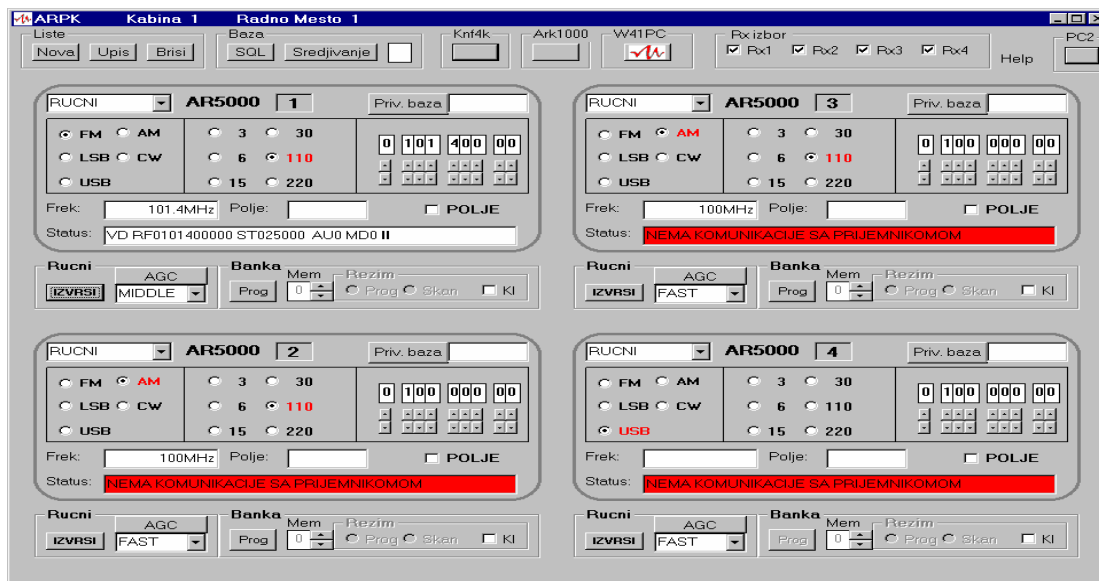 ARPK Kabina 1 Radno Mesto 1
Liste Baza Knf4k Ark1000 W41PC Rx izbor PC2
Nova Upis Brisi SQL Sredjivanje Rx1 Rx2 Rx3 Rx4 Help
RUCNI AR5000 1 Priv. baza
FM AM 3 30
LSB CW 6 110 0 101 400 00
USB 15 220
Frek: 101.4MHz Polje: POLJE
Status: VD RF0101400000 ST025000 AU0 MD0 II
Rucni Banka
AGC Mem Rezim
IZVRSI MIDDLE Prog 0 Prog Skan KI
RUCNI AR5000 3 Priv. baza
FM AM 3 30
LSB CW 6 110 0 100 000 00
USB 15 220
Frek: 100MHz Polje: POLJE
Status: NEMA KOMUNIKACIJE SA PRIJEMNIKOMOM
Rucni Banka
AGC Mem Rezim
IZVRSI FAST Prog 0 Prog Skan KI
RUCNI AR5000 2 Priv. baza
FM AM 3 30
LSB CW 6 110 0 100 000 00
USB 15 220
Frek: 100MHz Polje: POLJE
Status: NEMA KOMUNIKACIJE SA PRIJEMNIKOMOM
Rucni Banka
AGC Mem Rezim
IZVRSI FAST Prog 0 Prog Skan KI
RUCNI AR5000 4 Priv. baza
FM AM 3 30
LSB CW 6 110 0 100 000 00
USB 15 220
Frek: Polje: POLJE
Status: NEMA KOMUNIKACIJE SA PRIJEMNIKOMOM
Rucni Banka
AGC Mem Rezim
IZVRSI FAST Prog 0 Prog Skan KI